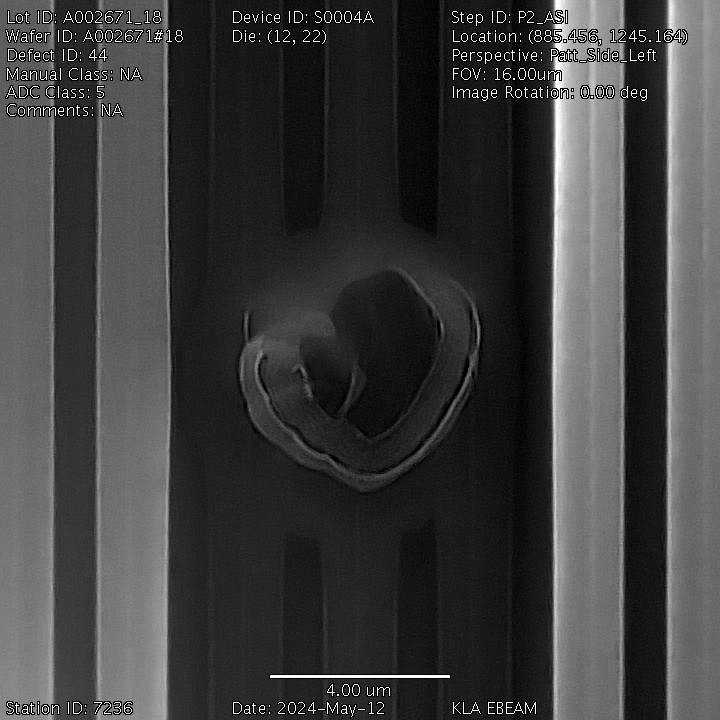 Lot ID: A002671_18
Wafer ID: A002671#18
Defect ID: 44
Manual Class: NA
ADC Class: 5
Comments: NA
Device ID: S0004A
Die: (12, 22)
Step ID: P2_ASI
Location: (885.456, 1245.164)
Perspective: Patt_Side_Left
FOV: 16.00um
Image Rotation: 0.00 deg
4.00 um
Station ID: 7236
Date: 2024-May-12
KLA EBEAM